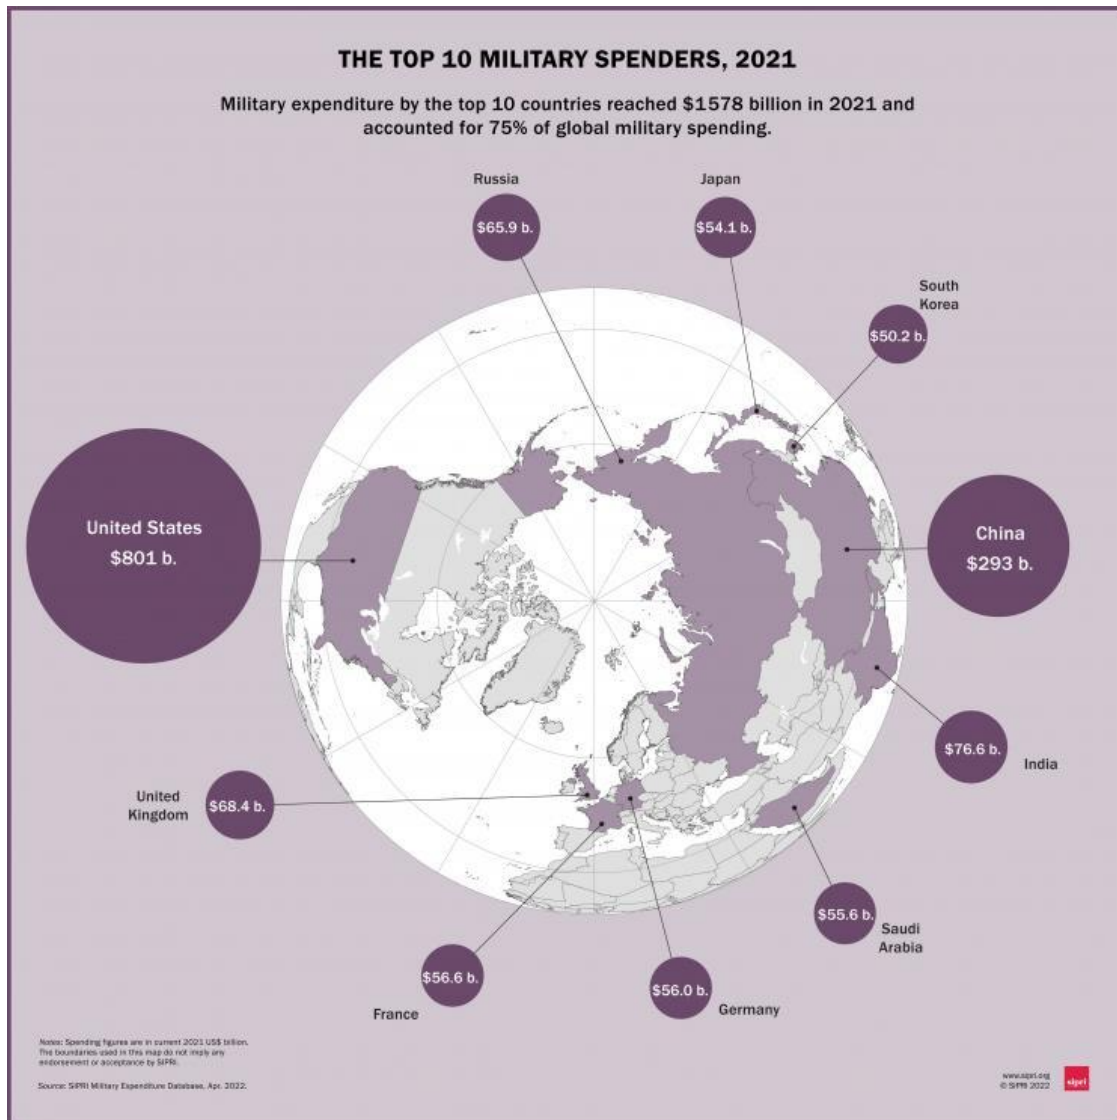 THE TOP 10 MILITARY SPENDERS, 2021
Military expenditure by the top 10 countries reached $1578 billion in 2021 and
accounted for 75% of global military spending.
Russia
$65.9 b.
Japan
$54.1 b.
South
Korea
$50.2 b.
United States
$801 b.
China
$293 b.
$76.6 b.
India
United
Kingdom
$68.4 b.
$55.6 b.
Saudi
Arabia
$56.6 b.
France
$56.0 b.
Germany
Notes: Spending figures are in current 2021 US$ billion.
The boundaries used in this map do not imply any
endorsement or acceptance by SIPRI.
Source: SIPRI Military Expenditure Database, Apr. 2022.
www.sipri.org
© SIPRI 2022
sipri